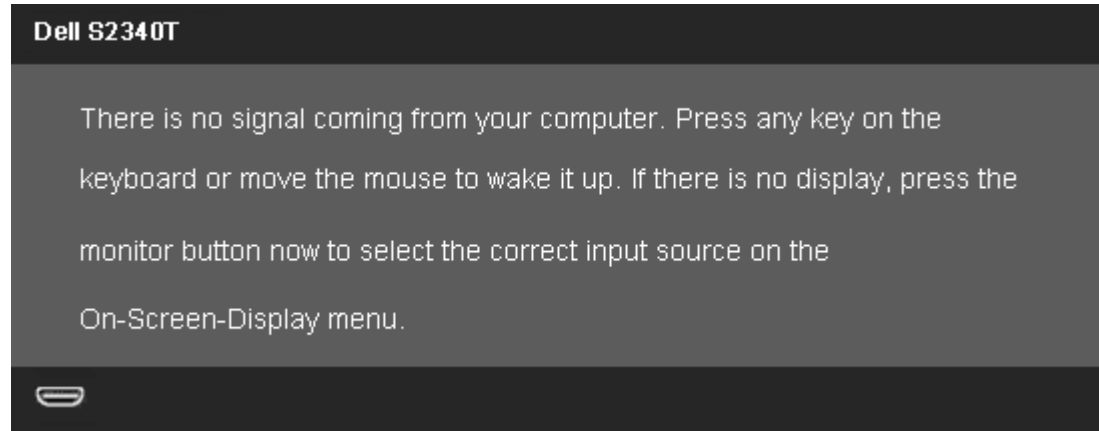 Dell S2340T
There is no signal coming from your computer. Press any key on the
keyboard or move the mouse to wake it up. If there is no display, press the
monitor button now to select the correct input source on the
On-Screen-Display menu.